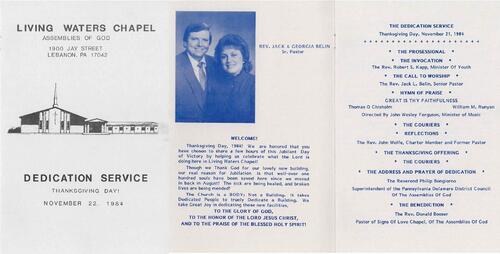 LIVING WATERS CHAPEL
ASSEMBLIES OF GOD
1900 JAY STREET
LEBANON, PA 17042
DEDICATION SERVICE
THANKSGIVING DAY!
NOVEMBER 22, 1984
REV. JACK & GEORGIA BELIN
Sr. Pastor
WELCOME!
Thanksgiving Day, 1984! We are honored that you
have chosen to share a few hours of this Jubilant Day
of Victory by helping us celebrate what the Lord is
doing here in Living Waters Chapel!
Though we Thank God for the lovely new building,
our real reason for Jubilation is that well-over one
hundred souls have been saved here since we moved
in back in August! The sick are being healed, and broken
lives are being mended!
The Church is a BODY; Not a Building. It takes
Dedicated People to truely Dedicate a Building. We
take Great Joy in dedicating these new facilities.
TO THE GLORY OF GOD,
TO THE HONOR OF THE LORD JESUS CHRIST,
AND TO THE PRAISE OF THE BLESSED HOLY SPIRIT!
THE DEDICATION SERVICE
Thanksgiving Day, November 21, 1984
* THE PROSESSIONAL *
* THE INVOCATION *
The Rev. Robert S. Kapp, Minister Of Youth
* THE CALL TO WORSHIP *
The Rev. Jack L. Belin, Senior Pastor
* HYMN OF PRAISE *
GREAT IS THY FAITHFULNESS
Thomas O Chisholm William M. Runyan
Directed By John Wesley Ferguson, Minister of Music
* THE COURIERS *
* REFLECTIONS *
The Rev. John Wolfe, Charter Member and Former Pastor
* THE THANKSGIVING OFFERING *
* THE COURIERS *
* THE ADDRESS AND PRAYER OF DEDICATION *
The Reverend Philip Bongiorno
Superintendent of the Pennsylvania Delaware District Council
Of The Assemblies Of God
* THE BENEDICTION *
The Rev. Donald Booser
Pastor of Signs Of Love Chapel, Of The Assemblies Of God